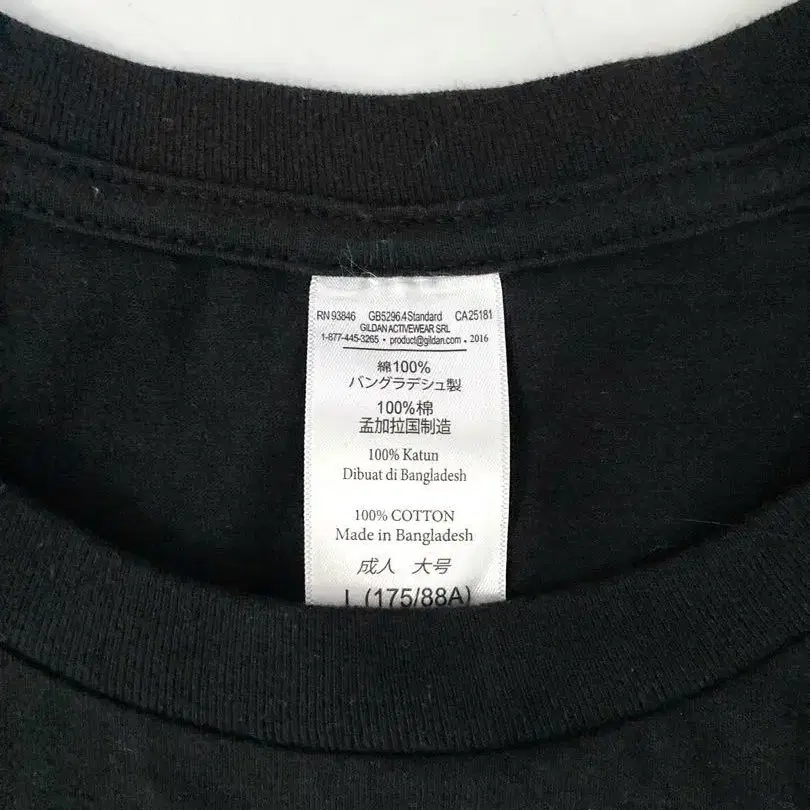 RN 93846 GB5296.4Standard CA25181
GILDAN ACTIVEWEAR SRL
1-877-445-3265 • product@gildan.com • 2016
綿100%
バングラデシュ製
100%棉
孟加拉国制造
100% Katun
Dibuat di Bangladesh
100% COTTON
Made in Bangladesh
成人 大号
L (175/88A)